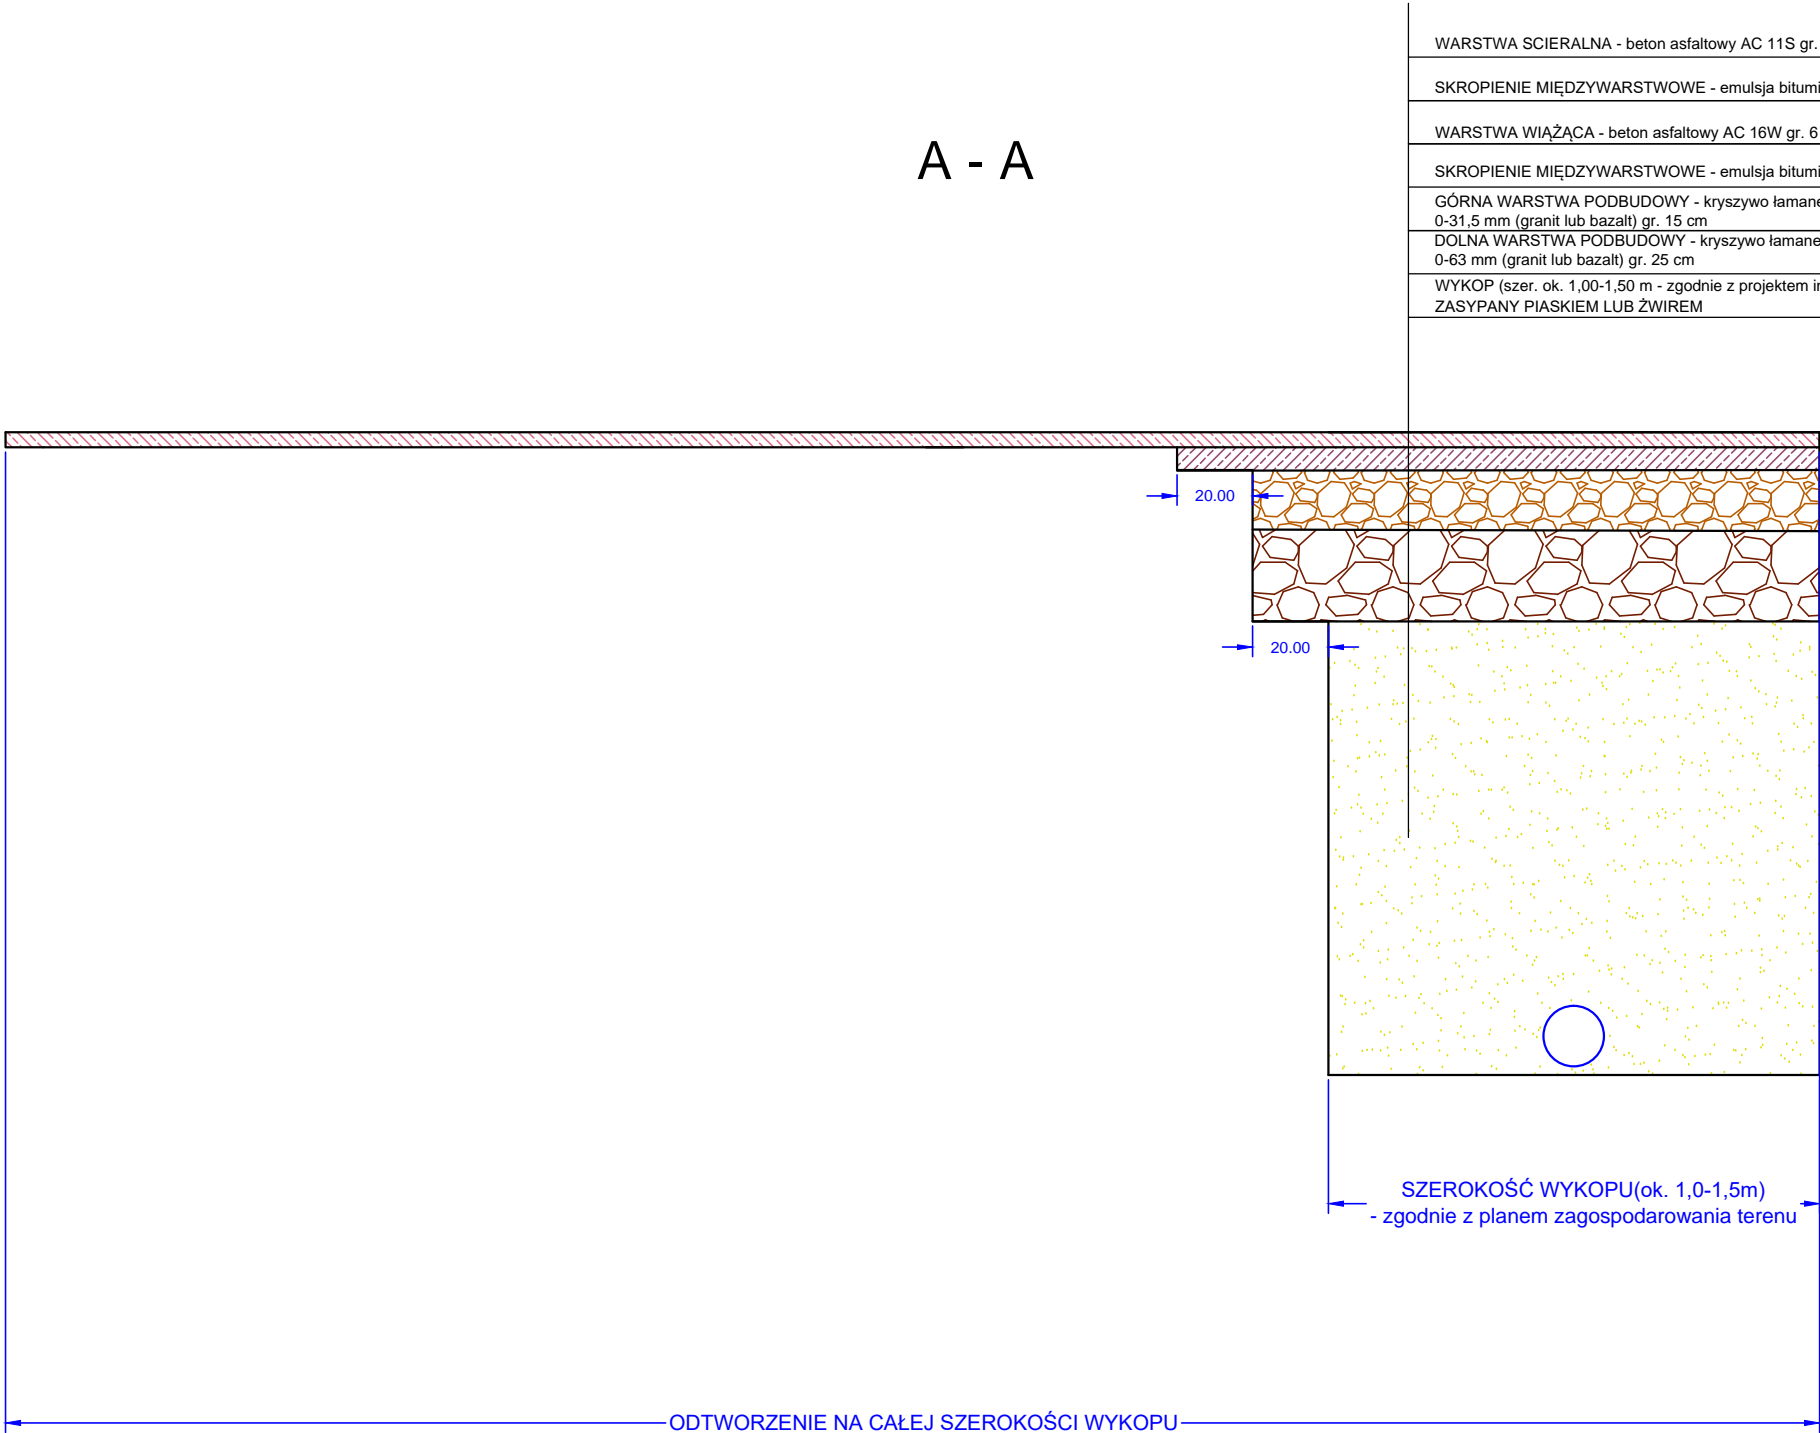 WARSTWA SCIERALNA - beton asfaltowy AC 11S gr.
SKROPIENIE MIĘDZYWARSTWOWE - emulsja bitumi
A - A
WARSTWA WIĄŻĄCA - beton asfaltowy AC 16W gr. 6
SKROPIENIE MIĘDZYWARSTWOWE - emulsja bitumi
GÓRNA WARSTWA PODBUDOWY - kryszywo łamane
0-31,5 mm (granit lub bazalt) gr. 15 cm
DOLNA WARSTWA PODBUDOWY - kryszywo łamane
0-63 mm (granit lub bazalt) gr. 25 cm
WYKOP (szer. ok. 1,00-1,50 m - zgodnie z projektem
ZASYPANY PIASKIEM LUB ŻWIREM
20.00
20.00
SZEROKOŚĆ WYKOPU(ok. 1,0-1,5m)
- zgodnie z planem zagospodarowania terenu
ODTWORZENIE NA CAŁEJ SZEROKOŚCI WYKOPU